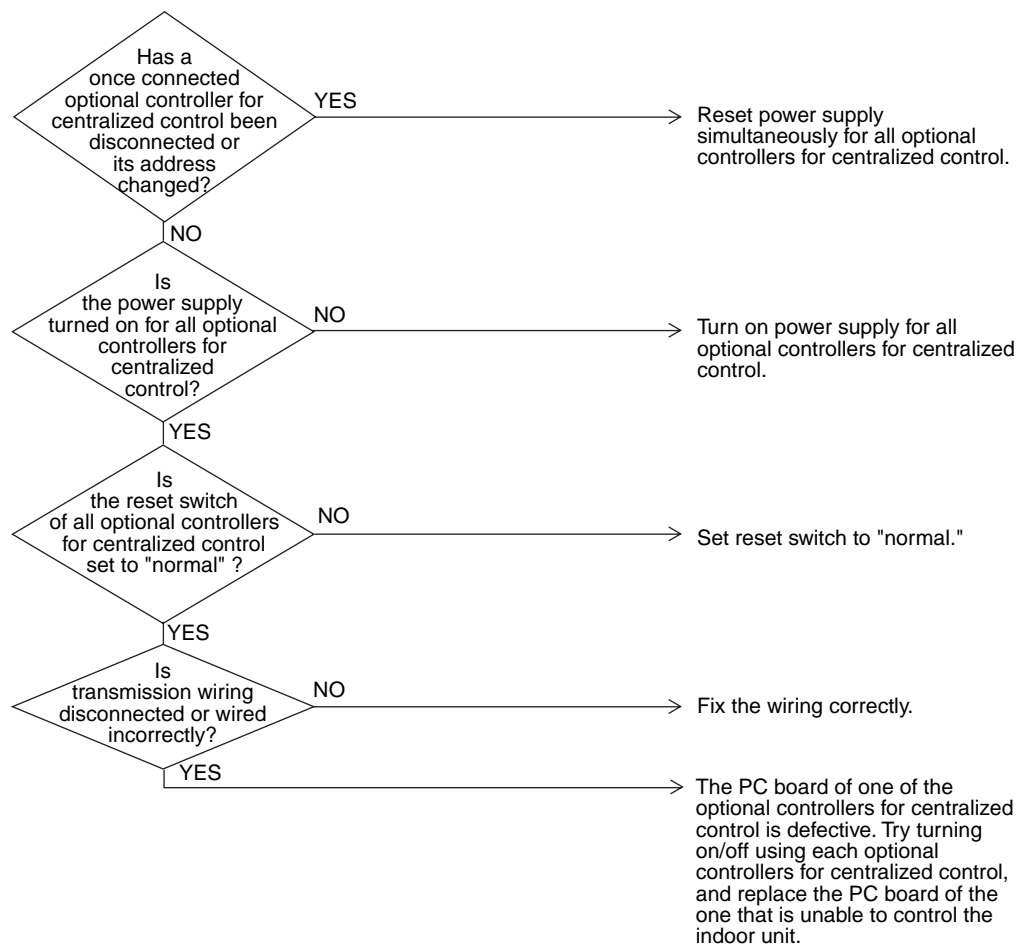 Has a
once connected
optional controller for
centralized control been
disconnected or
its address
changed?
YES
Reset power supply
simultaneously for all optional
controllers for centralized control.
NO
Is
the power supply
turned on for all optional
controllers for
centralized
control?
NO
Turn on power supply for all
optional controllers for centralized
control.
YES
Is
the reset switch
of all optional controllers
for centralized control
set to "normal" ?
NO
Set reset switch to "normal."
YES
Is
transmission wiring
disconnected or wired
incorrectly?
NO
Fix the wiring correctly.
YES
The PC board of one of the
optional controllers for centralized
control is defective. Try turning
on/off using each optional
controllers for centralized control,
and replace the PC board of the
one that is unable to control the
indoor unit.